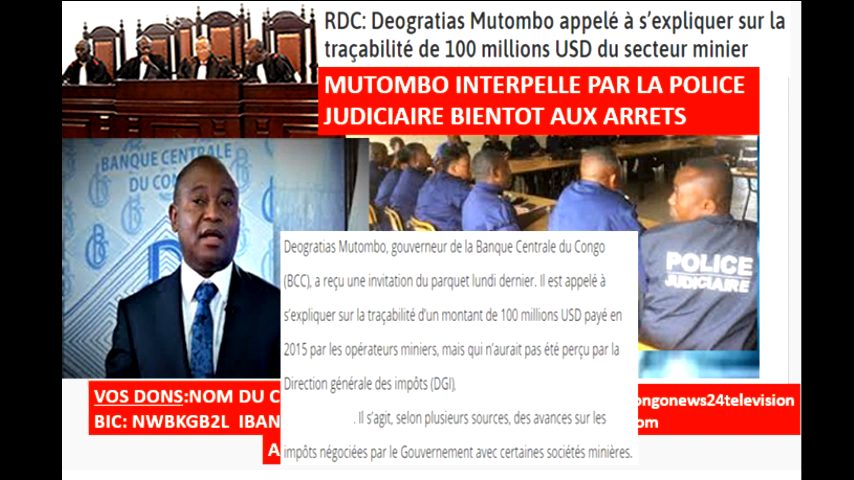 RDC: Deogratias Mutombo appelé à s'expliquer sur la
traçabilité de 100 millions USD du secteur minier
MUTOMBO INTERPELLE PAR LA POLICE
JUDICIAIRE BIENTOT AUX ARRETS
BANQUE CENTRALE
DU CON
POLICE
JUDICIAIRE
Deogratias Mutombo, gouverneur de la Banque Centrale du Congo
(BCC), a reçu une invitation du parquet lundi dernier. Il est appelé à
s'expliquer sur la traçabilité d'un montant de 100 millions USD payé en
2015 par les opérateurs miniers, mais qui n'aurait pas été perçu par la
Direction générale des impôts (DGI).
. Il s'agit, selon plusieurs sources, des avances sur les
impôts négociées par le Gouvernement avec certaines sociétés minières.
VOS DONS:NOM DU C
ongonews24television
BIC: NWBKGB2L IBAN
om
A